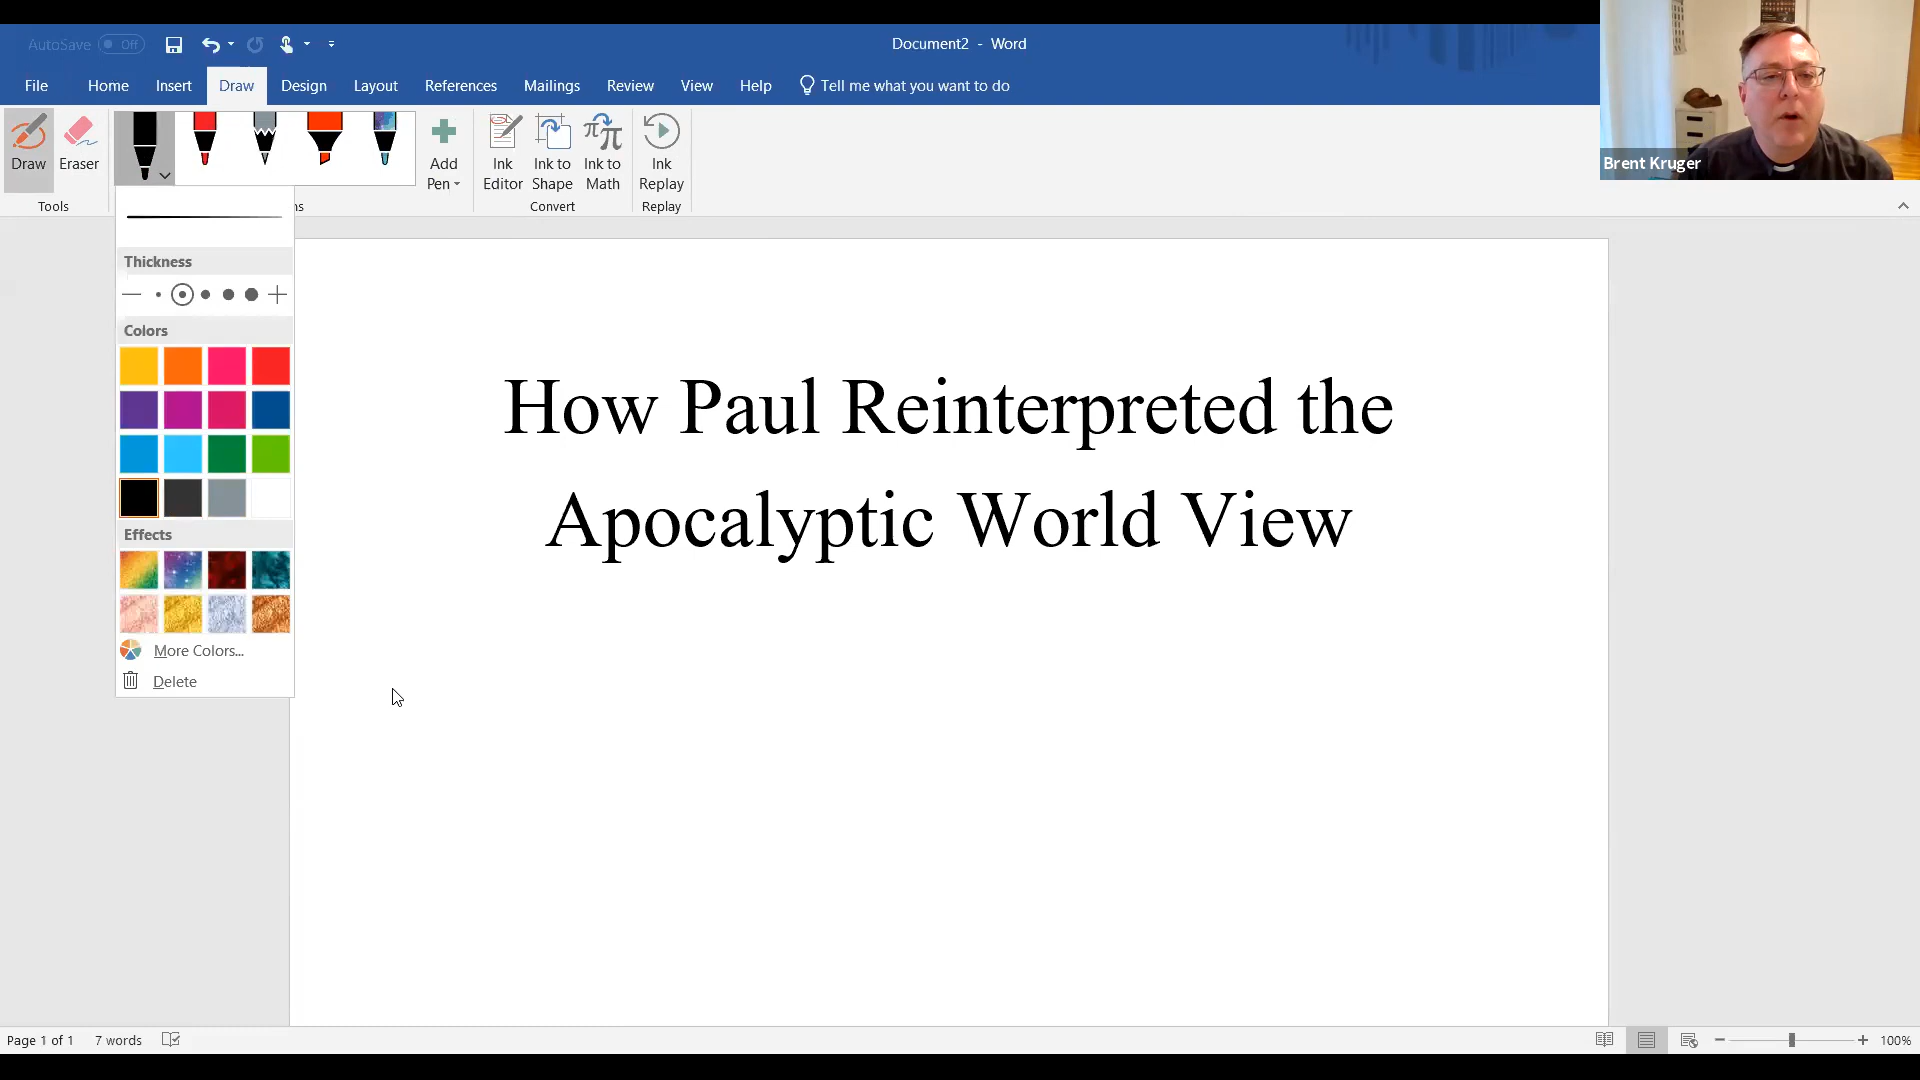 AutoSave Off
Document2 - Word
File Home Insert Draw Design Layout References Mailings Review View Help Tell me what you want to do
Draw
Eraser
Add Pen
Ink Editor
Ink to Shape
Ink to Math
Ink Replay
Tools
ns
Convert
Replay
Brent Kruger
Thickness
Colors
Effects
More Colors...
Delete
How Paul Reinterpreted the
Apocalyptic World View
Page 1 of 1 7 words
100%